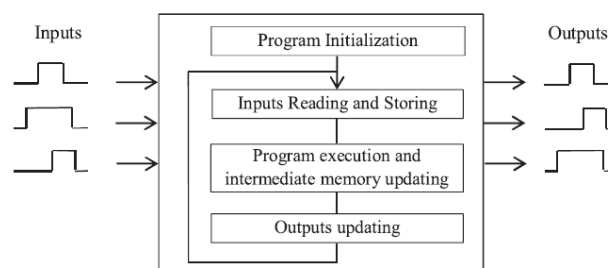 Inputs
Outputs
Program Initialization
Inputs Reading and Storing
Program execution and
intermediate memory updating
Outputs updating